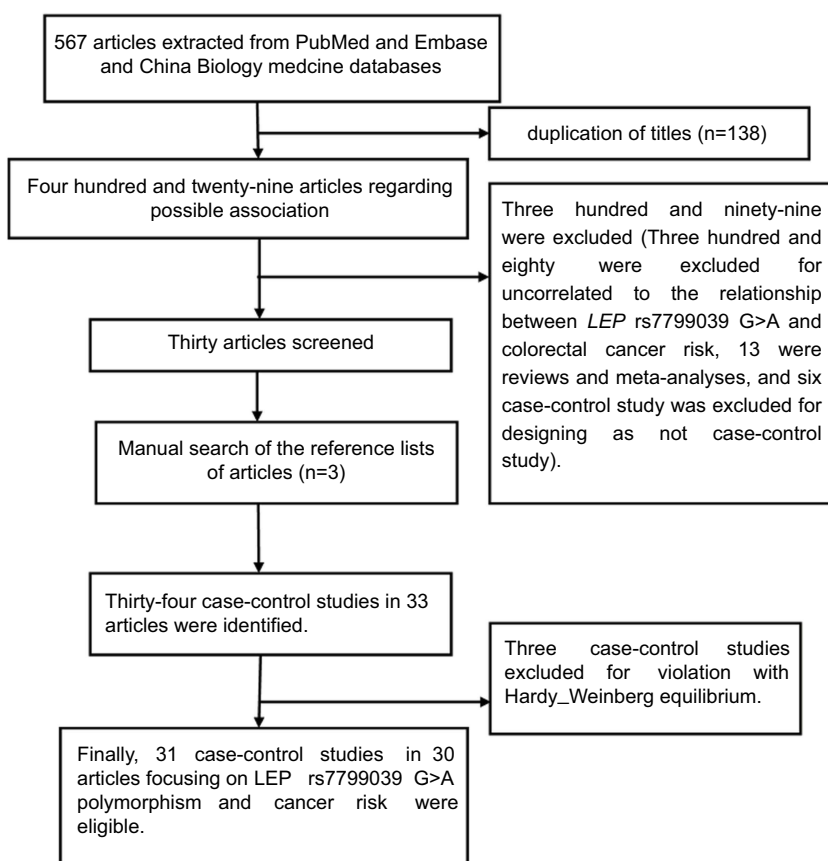 567 articles extracted from PubMed and Embase
and China Biology medcine databases
duplication of titles (n=138)
Four hundred and twenty-nine articles regarding
possible association
Three hundred and ninety-nine
were excluded (Three hundred and
eighty were excluded for
uncorrelated to the relationship
between LEP rs7799039 G>A and
colorectal cancer risk, 13 were
reviews and meta-analyses, and six
case-control study was excluded for
designing as not case-control
study).
Thirty articles screened
Manual search of the reference lists
of articles (n=3)
Thirty-four case-control studies in 33
articles were identified.
Three case-control studies
excluded for violation with
Hardy_Weinberg equilibrium.
Finally, 31 case-control studies in 30
articles focusing on LEP rs7799039 G>A
polymorphism and cancer risk were
eligible.